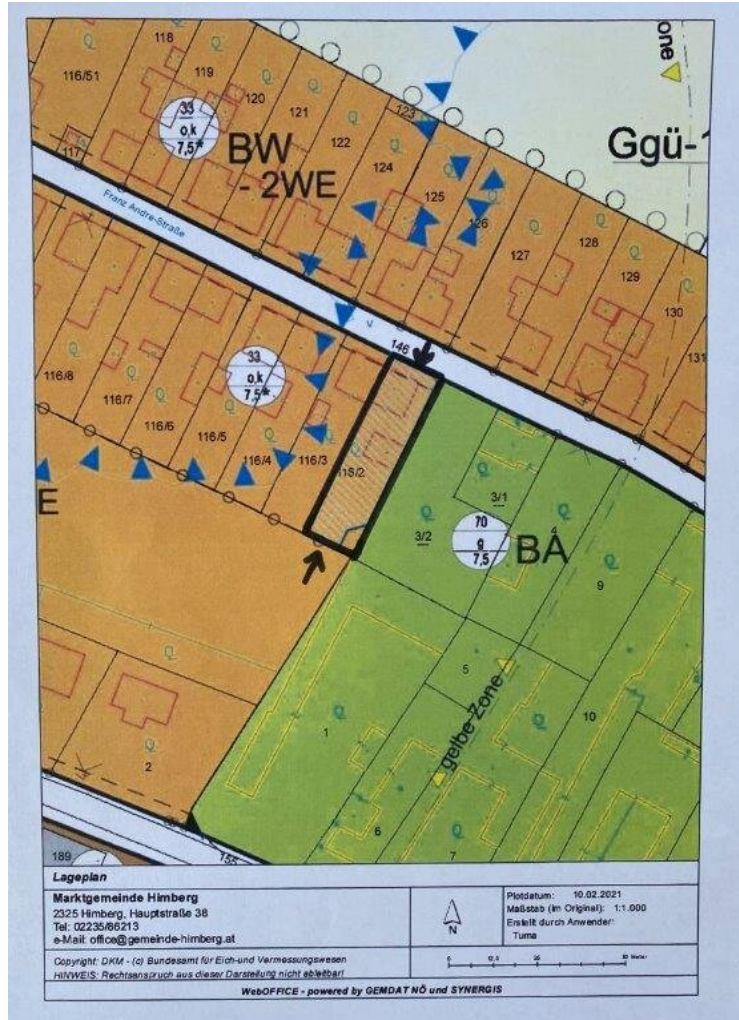 118
one
119
116/51
120
33
o,k
7,5*
121
123
BW
- 2WE
Ggü-
122
117
124
125
126
Franz Andre-Straße
127
128
129
130
131
146
33
o,k
7,5*
116/8
116/7
116/6
116/5
116/4
116/3
115/2
E
3/1
3/2
70
g
7,5
BA
4
9
5
gelbe Zone
1
10
2
6
7
189
155
Lageplan
Marktgemeinde Himberg
2325 Himberg, Hauptstraße 38
Tel: 02235/86213
e-Mail: office@gemeinde-himberg.at
N
Plotdatum: 10.02.2021
Maßstab (im Original): 1:1.000
Erstellt durch Anwender:
Tuma
Copyright: DKM - (c) Bundesamt für Eich-und Vermessungswesen
HINWEIS: Rechtsanspruch aus dieser Darstellung nicht ableitbar!
WebOFFICE - powered by GEMDAT NÖ und SYNERGIS